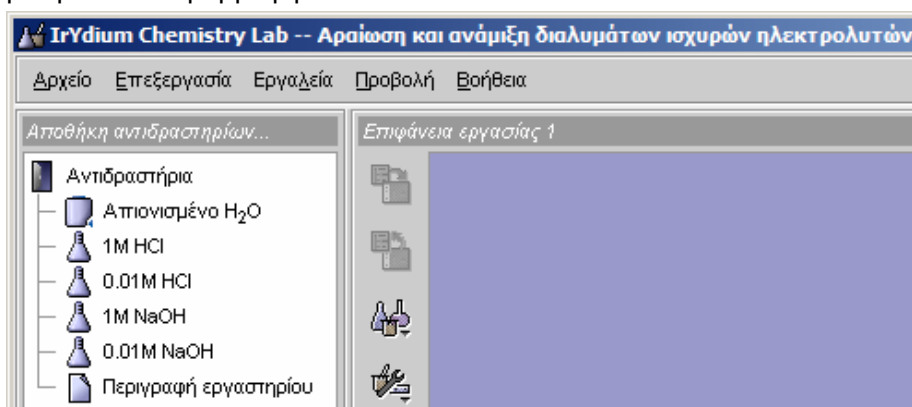 IrYdium Chemistry Lab -- Αραίωση και ανάμιξη διαλυμάτων ισχυρών ηλεκτρολυτών
Αρχείο Επεξεργασία Εργαλεία Προβολή Βοήθεια
Αποθήκη αντιδραστηρίων...
Επιφάνεια εργασίας 1
Αντιδραστήρια
Απιονισμένο H₂O
1M HCl
0.01M HCl
1M NaOH
0.01M NaOH
Περιγραφή εργαστηρίου